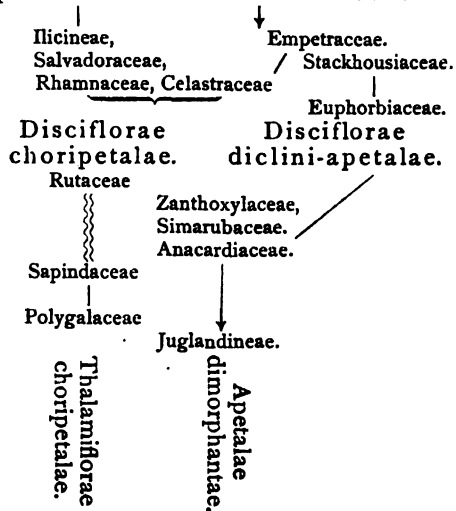 Ilicineae,
Salvadoraceae,
Rhamnaceae, Celastraceae
Empetraceae.
Stackhousiaceae.
Euphorbiaceae.
Disciflorae
choripetalae.
Disciflorae
diclini-apetalae.
Rutaceae
Zanthoxylaceae,
Simarubaceae.
Anacardiaceae.
Sapindaceae
Polygalaceae
Juglandineae.
Thalamiflorae
choripetalae.
Apetalae
dimorphantae.